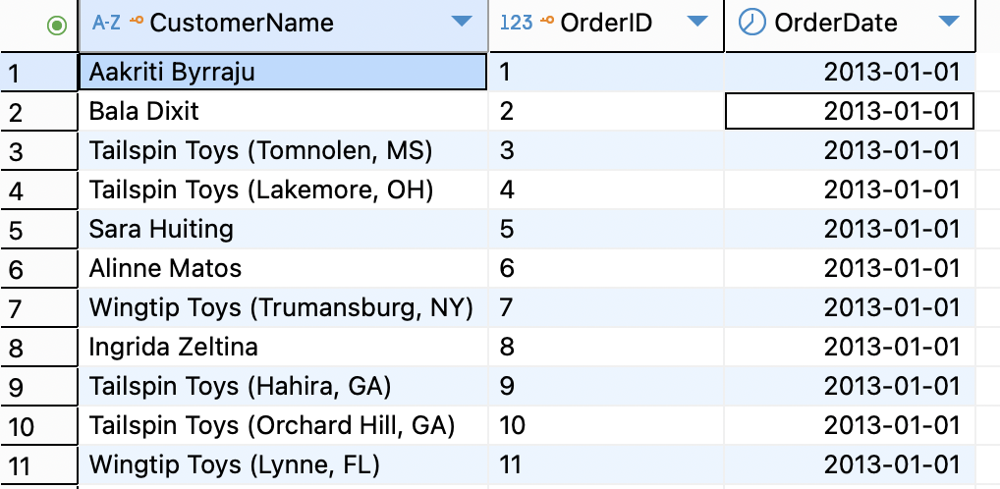 A-Z CustomerName 123 OrderID OrderDate
1 Aakriti Byrraju 1 2013-01-01
2 Bala Dixit 2 2013-01-01
3 Tailspin Toys (Tomnolen, MS) 3 2013-01-01
4 Tailspin Toys (Lakemore, OH) 4 2013-01-01
5 Sara Huiting 5 2013-01-01
6 Alinne Matos 6 2013-01-01
7 Wingtip Toys (Trumansburg, NY) 7 2013-01-01
8 Ingrida Zeltina 8 2013-01-01
9 Tailspin Toys (Hahira, GA) 9 2013-01-01
10 Tailspin Toys (Orchard Hill, GA) 10 2013-01-01
11 Wingtip Toys (Lynne, FL) 11 2013-01-01